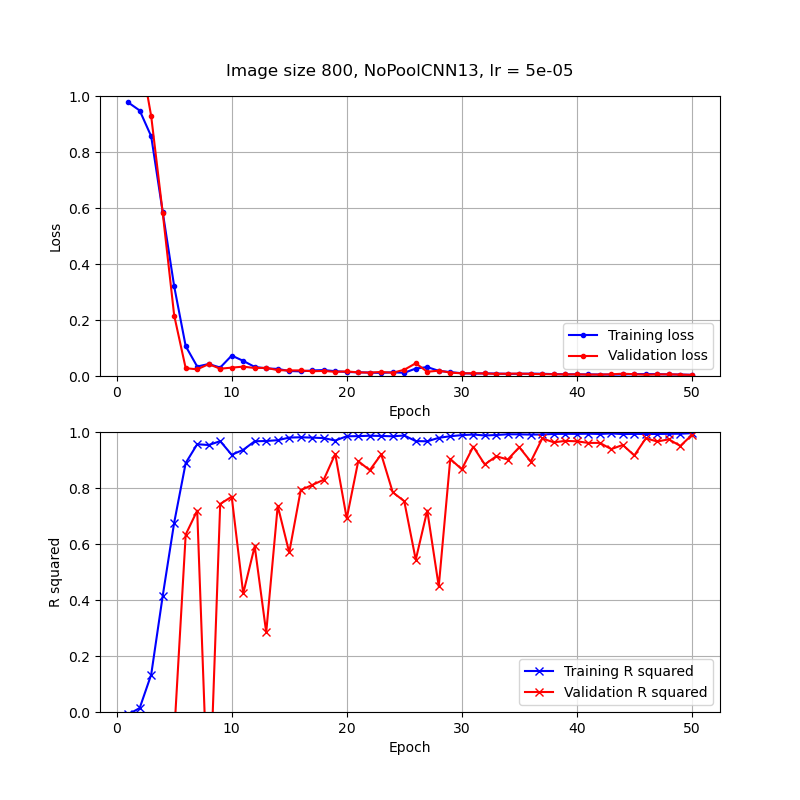 Image size 800, NoPoolCNN13, lr = 5e-05
1.0
0.8
0.6
0.4
0.2
0.0
Loss
Training loss
Validation loss
0 10 20 30 40 50
Epoch
1.0
0.8
0.6
0.4
0.2
0.0
R squared
Training R squared
Validation R squared
0 10 20 30 40 50
Epoch